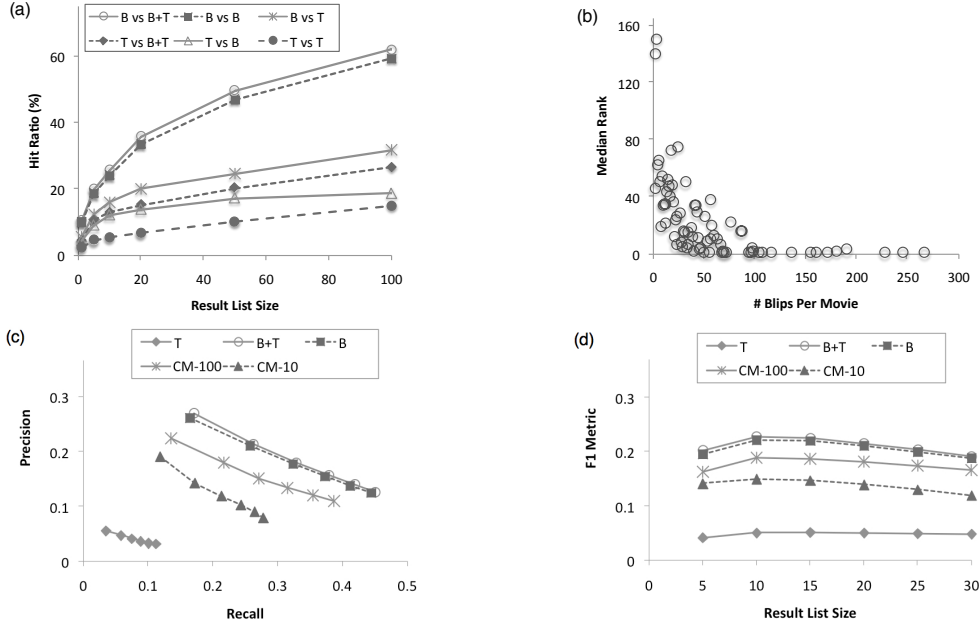 (a)
B vs B+T B vs B B vs T
T vs B+T T vs B T vs T
Hit Ratio (%)
60
40
20
0
0 20 40 60 80 100
Result List Size
(b)
Median Rank
160
120
80
40
0
0 50 100 150 200 250 300
# Blips Per Movie
(c)
T B+T B
CM-100 CM-10
Precision
0.3
0.2
0.1
0
0 0.1 0.2 0.3 0.4 0.5
Recall
(d)
T B+T B
CM-100 CM-10
F1 Metric
0.3
0.2
0.1
0
0 5 10 15 20 25 30
Result List Size